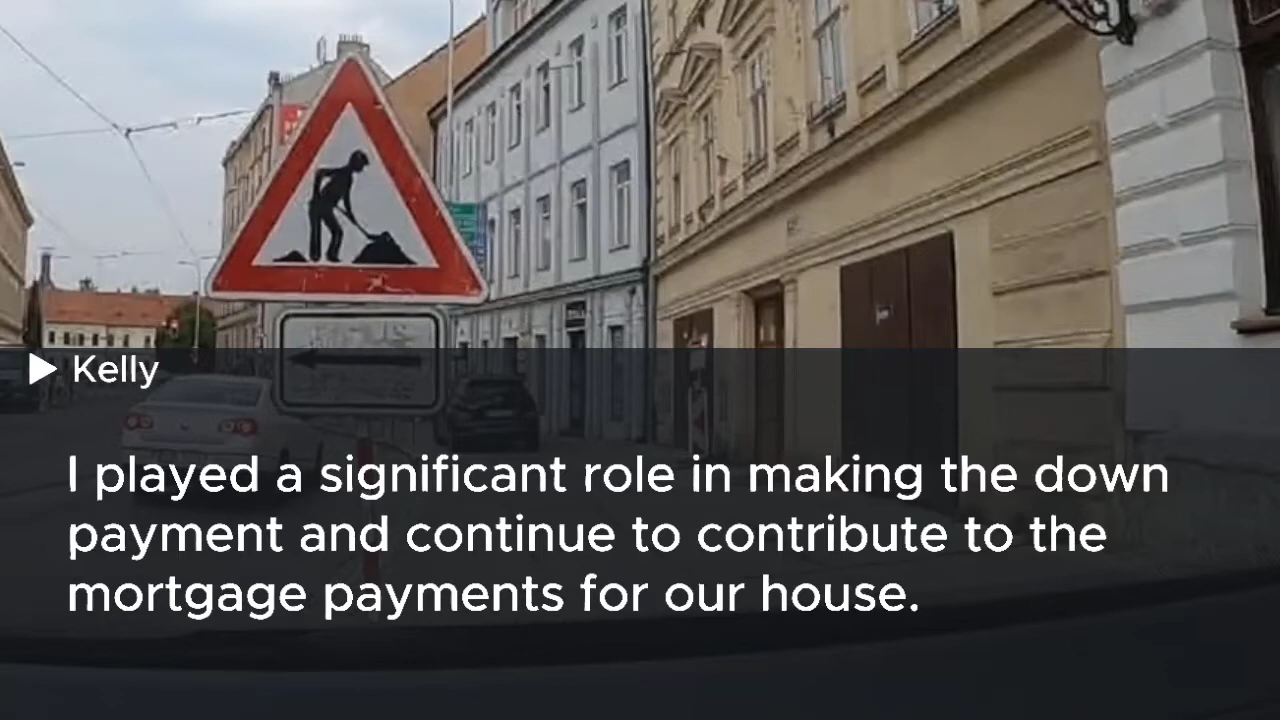 Kelly
I played a significant role in making the down
payment and continue to contribute to the
mortgage payments for our house.